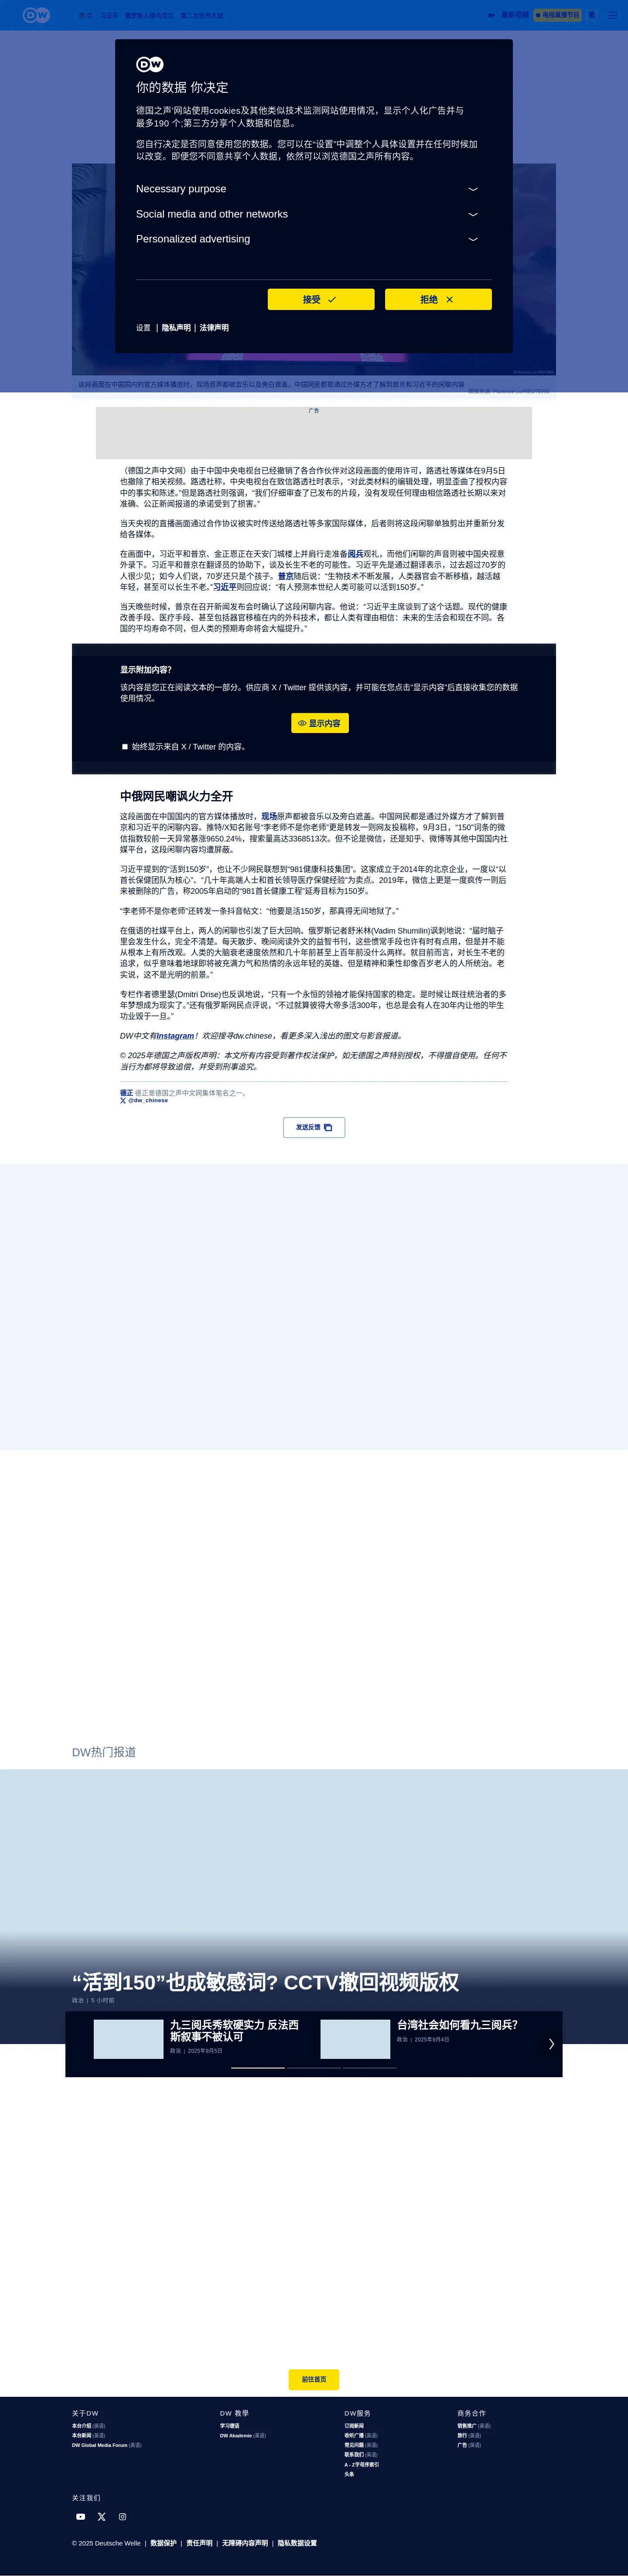 DW
热点 习近平 俄罗斯入侵乌克兰 第二次世界大战
最新视频 电视直播节目 繁
DW
你的数据 你决定
德国之声'网站使用cookies及其他类似技术监测网站使用情况，显示个人化广告并与
最多190 个;第三方分享个人数据和信息。
您自行决定是否同意使用您的数据。您可以在“设置”中调整个人具体设置并在任何时候加
以改变。即便您不同意共享个人数据，依然可以浏览德国之声所有内容。
Necessary purpose
Social media and other networks
Personalized advertising
接受 拒绝
设置 | 隐私声明 | 法律声明
这段画面在中国国内的官方媒体播放时，现场原声都被音乐以及旁白遮盖。中国网民都是通过外媒方才了解到普京和习近平的闲聊内容
图像来源: Florence Lo/REUTERS
广告
（德国之声中文网）由于中国中央电视台已经撤销了各合作伙伴对这段画面的使用许可，路透社等媒体在9月5日
也撤除了相关视频。路透社称，中央电视台在致信路透社时表示，“对此类材料的编辑处理，明显歪曲了授权内容
中的事实和陈述。”但是路透社则强调，“我们仔细审查了已发布的片段，没有发现任何理由相信路透社长期以来对
准确、公正新闻报道的承诺受到了损害。”
当天央视的直播画面通过合作协议被实时传送给路透社等多家国际媒体，后者则将这段闲聊单独剪出并重新分发
给各媒体。
在画面中，习近平和普京、金正恩正在天安门城楼上并肩行走准备阅兵观礼，而他们闲聊的声音则被中国央视意
外录下。习近平和普京在翻译员的协助下，谈及长生不老的可能性。习近平先是通过翻译表示，过去超过70岁的
人很少见；如今人们说，70岁还只是个孩子。普京随后说：“生物技术不断发展，人类器官会不断移植，越活越
年轻，甚至可以长生不老。”习近平则回应说：“有人预测本世纪人类可能可以活到150岁。”
当天晚些时候，普京在召开新闻发布会时确认了这段闲聊内容。他说：“习近平主席谈到了这个话题。现代的健康
改善手段、医疗手段、甚至包括器官移植在内的外科技术，都让人类有理由相信：未来的生活会和现在不同。各
国的平均寿命不同，但人类的预期寿命将会大幅提升。”
显示附加内容？
该内容是您正在阅读文本的一部分。供应商 X / Twitter 提供该内容，并可能在您点击“显示内容”后直接收集您的数据
使用情况。
显示内容
始终显示来自 X / Twitter 的内容。
中俄网民嘲讽火力全开
这段画面在中国国内的官方媒体播放时，现场原声都被音乐以及旁白遮盖。中国网民都是通过外媒方才了解到普
京和习近平的闲聊内容。推特/X知名账号“李老师不是你老师”更是转发一则网友投稿称，9月3日，“150”词条的微
信指数较前一天异常暴涨9650.24%，搜索量高达3368513次。但不论是微信，还是知乎、微博等其他中国国内社
媒平台，这段闲聊内容均遭屏蔽。
习近平提到的“活到150岁”，也让不少网民联想到“981健康科技集团”。这家成立于2014年的北京企业，一度以“以
首长保健团队为核心”、“几十年高端人士和首长领导医疗保健经验”为卖点。2019年，微信上更是一度疯传一则后
来被删除的广告，称2005年启动的“981首长健康工程”延寿目标为150岁。
“李老师不是你老师”还转发一条抖音帖文：“他要是活150岁，那真得无间地狱了。”
在俄语的社媒平台上，两人的闲聊也引发了巨大回响。俄罗斯记者舒米林(Vadim Shumilin)讽刺地说：“届时脑子
里会发生什么，完全不清楚。每天散步、晚间阅读外文的益智书刊，这些惯常手段也许有时有点用，但是并不能
从根本上有所改观。人类的大脑衰老速度依然和几十年前甚至上百年前没什么两样。就目前而言，对长生不老的
追求，似乎意味着地球即将被充满力气和热情的永远年轻的英雄、但是精神和秉性却像百岁老人的人所统治。老
实说，这不是光明的前景。”
专栏作者德里瑟(Dmitri Drise)也反讽地说，“只有一个永恒的领袖才能保持国家的稳定。是时候让既往统治者的多
年梦想成为现实了。”还有俄罗斯网民点评说，“不过就算彼得大帝多活300年，也总是会有人在30年内让他的毕生
功业毁于一旦。”
DW中文有Instagram！欢迎搜寻dw.chinese，看更多深入浅出的图文与影音报道。
© 2025年德国之声版权声明：本文所有内容受到著作权法保护，如无德国之声特别授权，不得擅自使用。任何不
当行为都将导致追偿，并受到刑事追究。
德正 德正是德国之声中文网集体笔名之一。
@dw_chinese
发送反馈
DW热门报道
“活到150”也成敏感词? CCTV撤回视频版权
政治 | 5 小时前
九三阅兵秀软硬实力 反法西
斯叙事不被认可
政治 | 2025年9月5日
台湾社会如何看九三阅兵？
政治 | 2025年9月4日
前往首页
关于DW
本台介绍 (英语)
本台新闻 (英语)
DW Global Media Forum (英语)
DW 教學
学习德语
DW Akademie (英语)
DW服务
订阅新闻
收听广播 (英语)
常见问题 (英语)
联系我们 (英语)
A - Z字母序索引
头条
商务合作
销售推广 (英语)
旅行 (英语)
广告 (英语)
关注我们
© 2025 Deutsche Welle | 数据保护 | 责任声明 | 无障碍内容声明 | 隐私数据设置